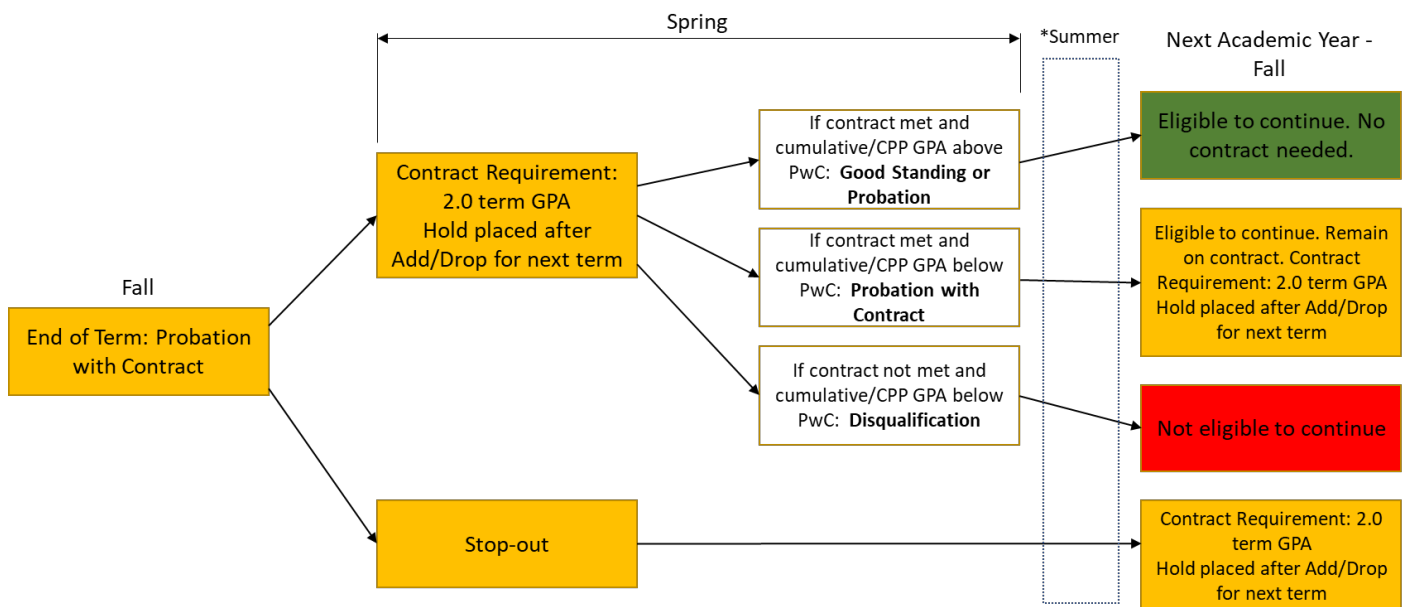 Spring
*Summer
Next Academic Year -
Fall
Fall
End of Term: Probation
with Contract
Contract Requirement:
2.0 term GPA
Hold placed after
Add/Drop for next term
Stop-out
If contract met and
cumulative/CPP GPA above
PwC: Good Standing or
Probation
If contract met and
cumulative/CPP GPA below
PwC: Probation with
Contract
If contract not met and
cumulative/CPP GPA below
PwC: Disqualification
Eligible to continue. No
contract needed.
Eligible to continue. Remain
on contract. Contract
Requirement: 2.0 term GPA
Hold placed after Add/Drop
for next term
Not eligible to continue
Contract Requirement: 2.0
term GPA
Hold placed after Add/Drop for
next term